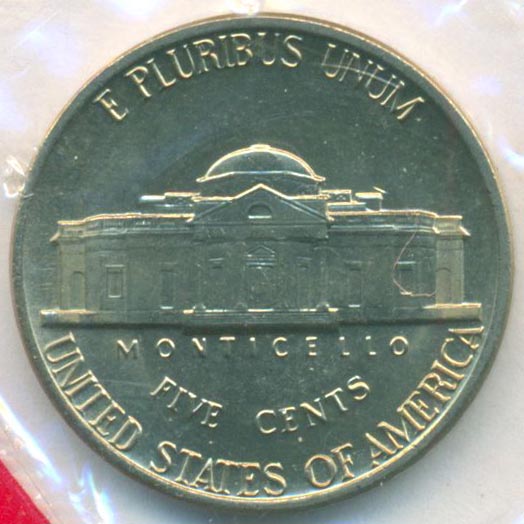 E PLURIBUS UNUM
MONTICELLO
FIVE CENTS
UNITED STATES OF AMERICA